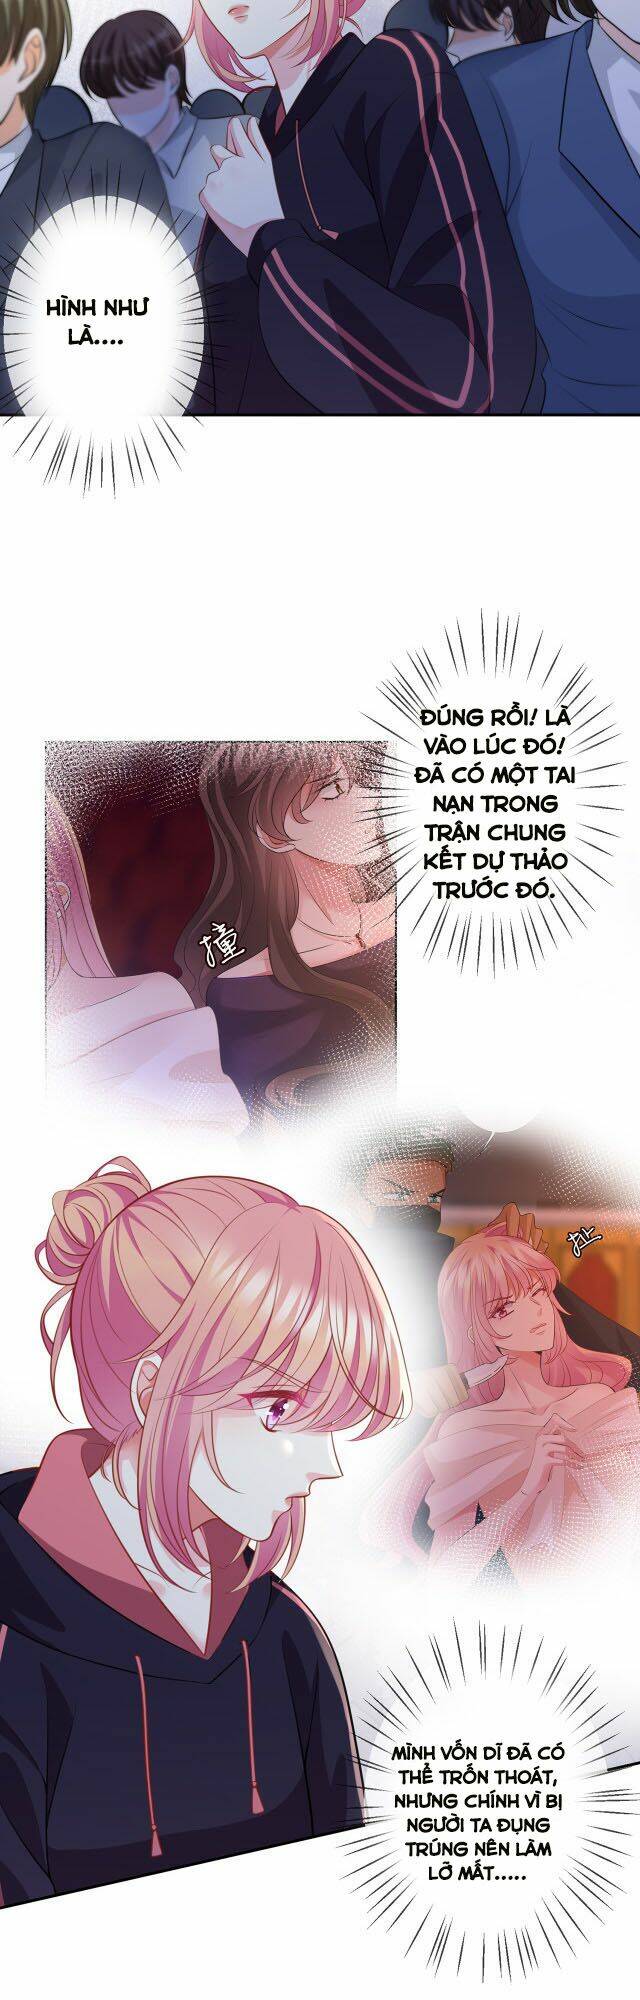 HÌNH NHƯ
LÀ....
ĐÚNG RỒI! LÀ
VÀO LÚC ĐÓ!
ĐÃ CÓ MỘT TAI
NẠN TRONG
TRẬN CHUNG
KẾT DỰ THẢO
TRƯỚC ĐÓ.
撞
扯
MÌNH VỐN DĨ ĐÃ CÓ
THỂ TRỐN THOÁT,
NHƯNG CHÍNH VÌ BỊ
NGƯỜI TA ĐỤNG
TRÚNG NÊN LÀM
LỠ MẤT.....